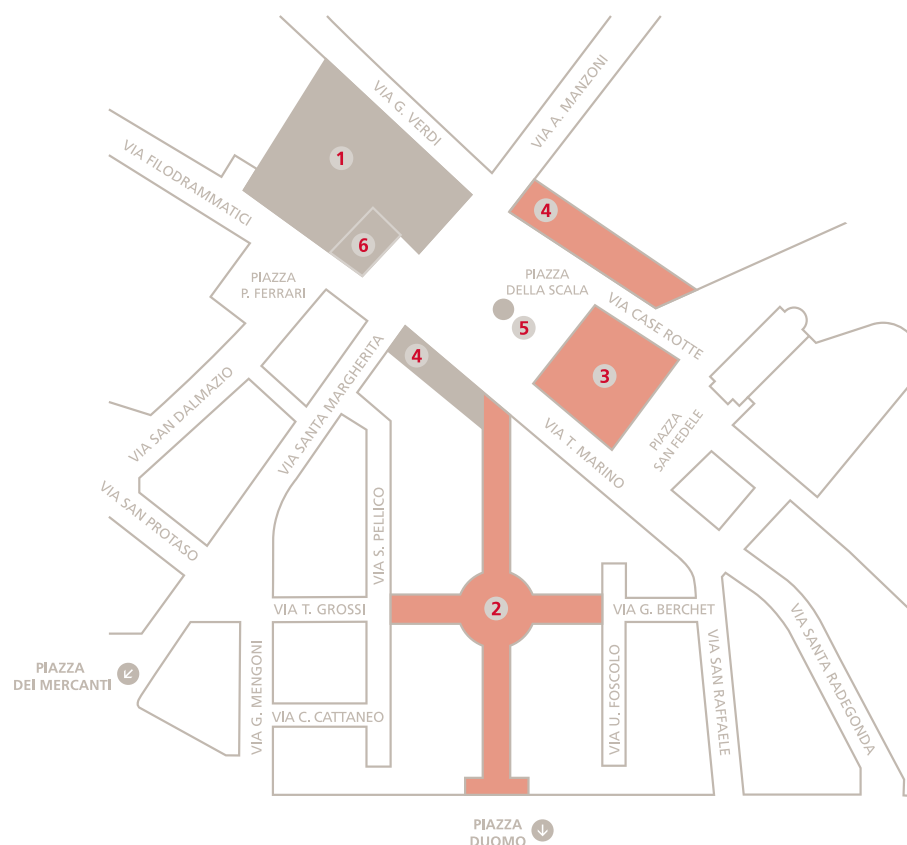 VIA G. VERDI
VIA A. MANZONI
1
VIA FILODRAMMATICI
4
6
PIAZZA
P. FERRARI
PIAZZA
DELLA SCALA
5
VIA CASE ROTTE
4
3
VIA SANTA MARGHERITA
VIA SAN DALMAZIO
VIA T. MARINO
PIAZZA
SAN FEDELE
VIA SAN PROTASO
VIA S. PELLICO
VIA T. GROSSI
2
VIA G. BERCHET
PIAZZA
DEI MERCANTI
VIA G. MENGONI
VIA C. CATTANEO
VIA U. FOSCOLO
VIA SAN RAFFAELE
VIA SANTA RADEGONDA
PIAZZA
DUOMO